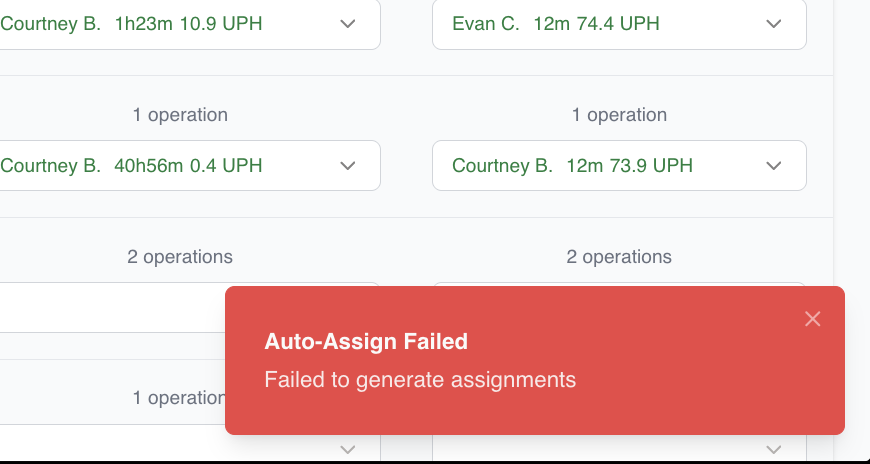 Courtney B. 1h23m 10.9 UPH
Evan C. 12m 74.4 UPH
1 operation
1 operation
Courtney B. 40h56m 0.4 UPH
Courtney B. 12m 73.9 UPH
2 operations
2 operations
Auto-Assign Failed
Failed to generate assignments
1 operation